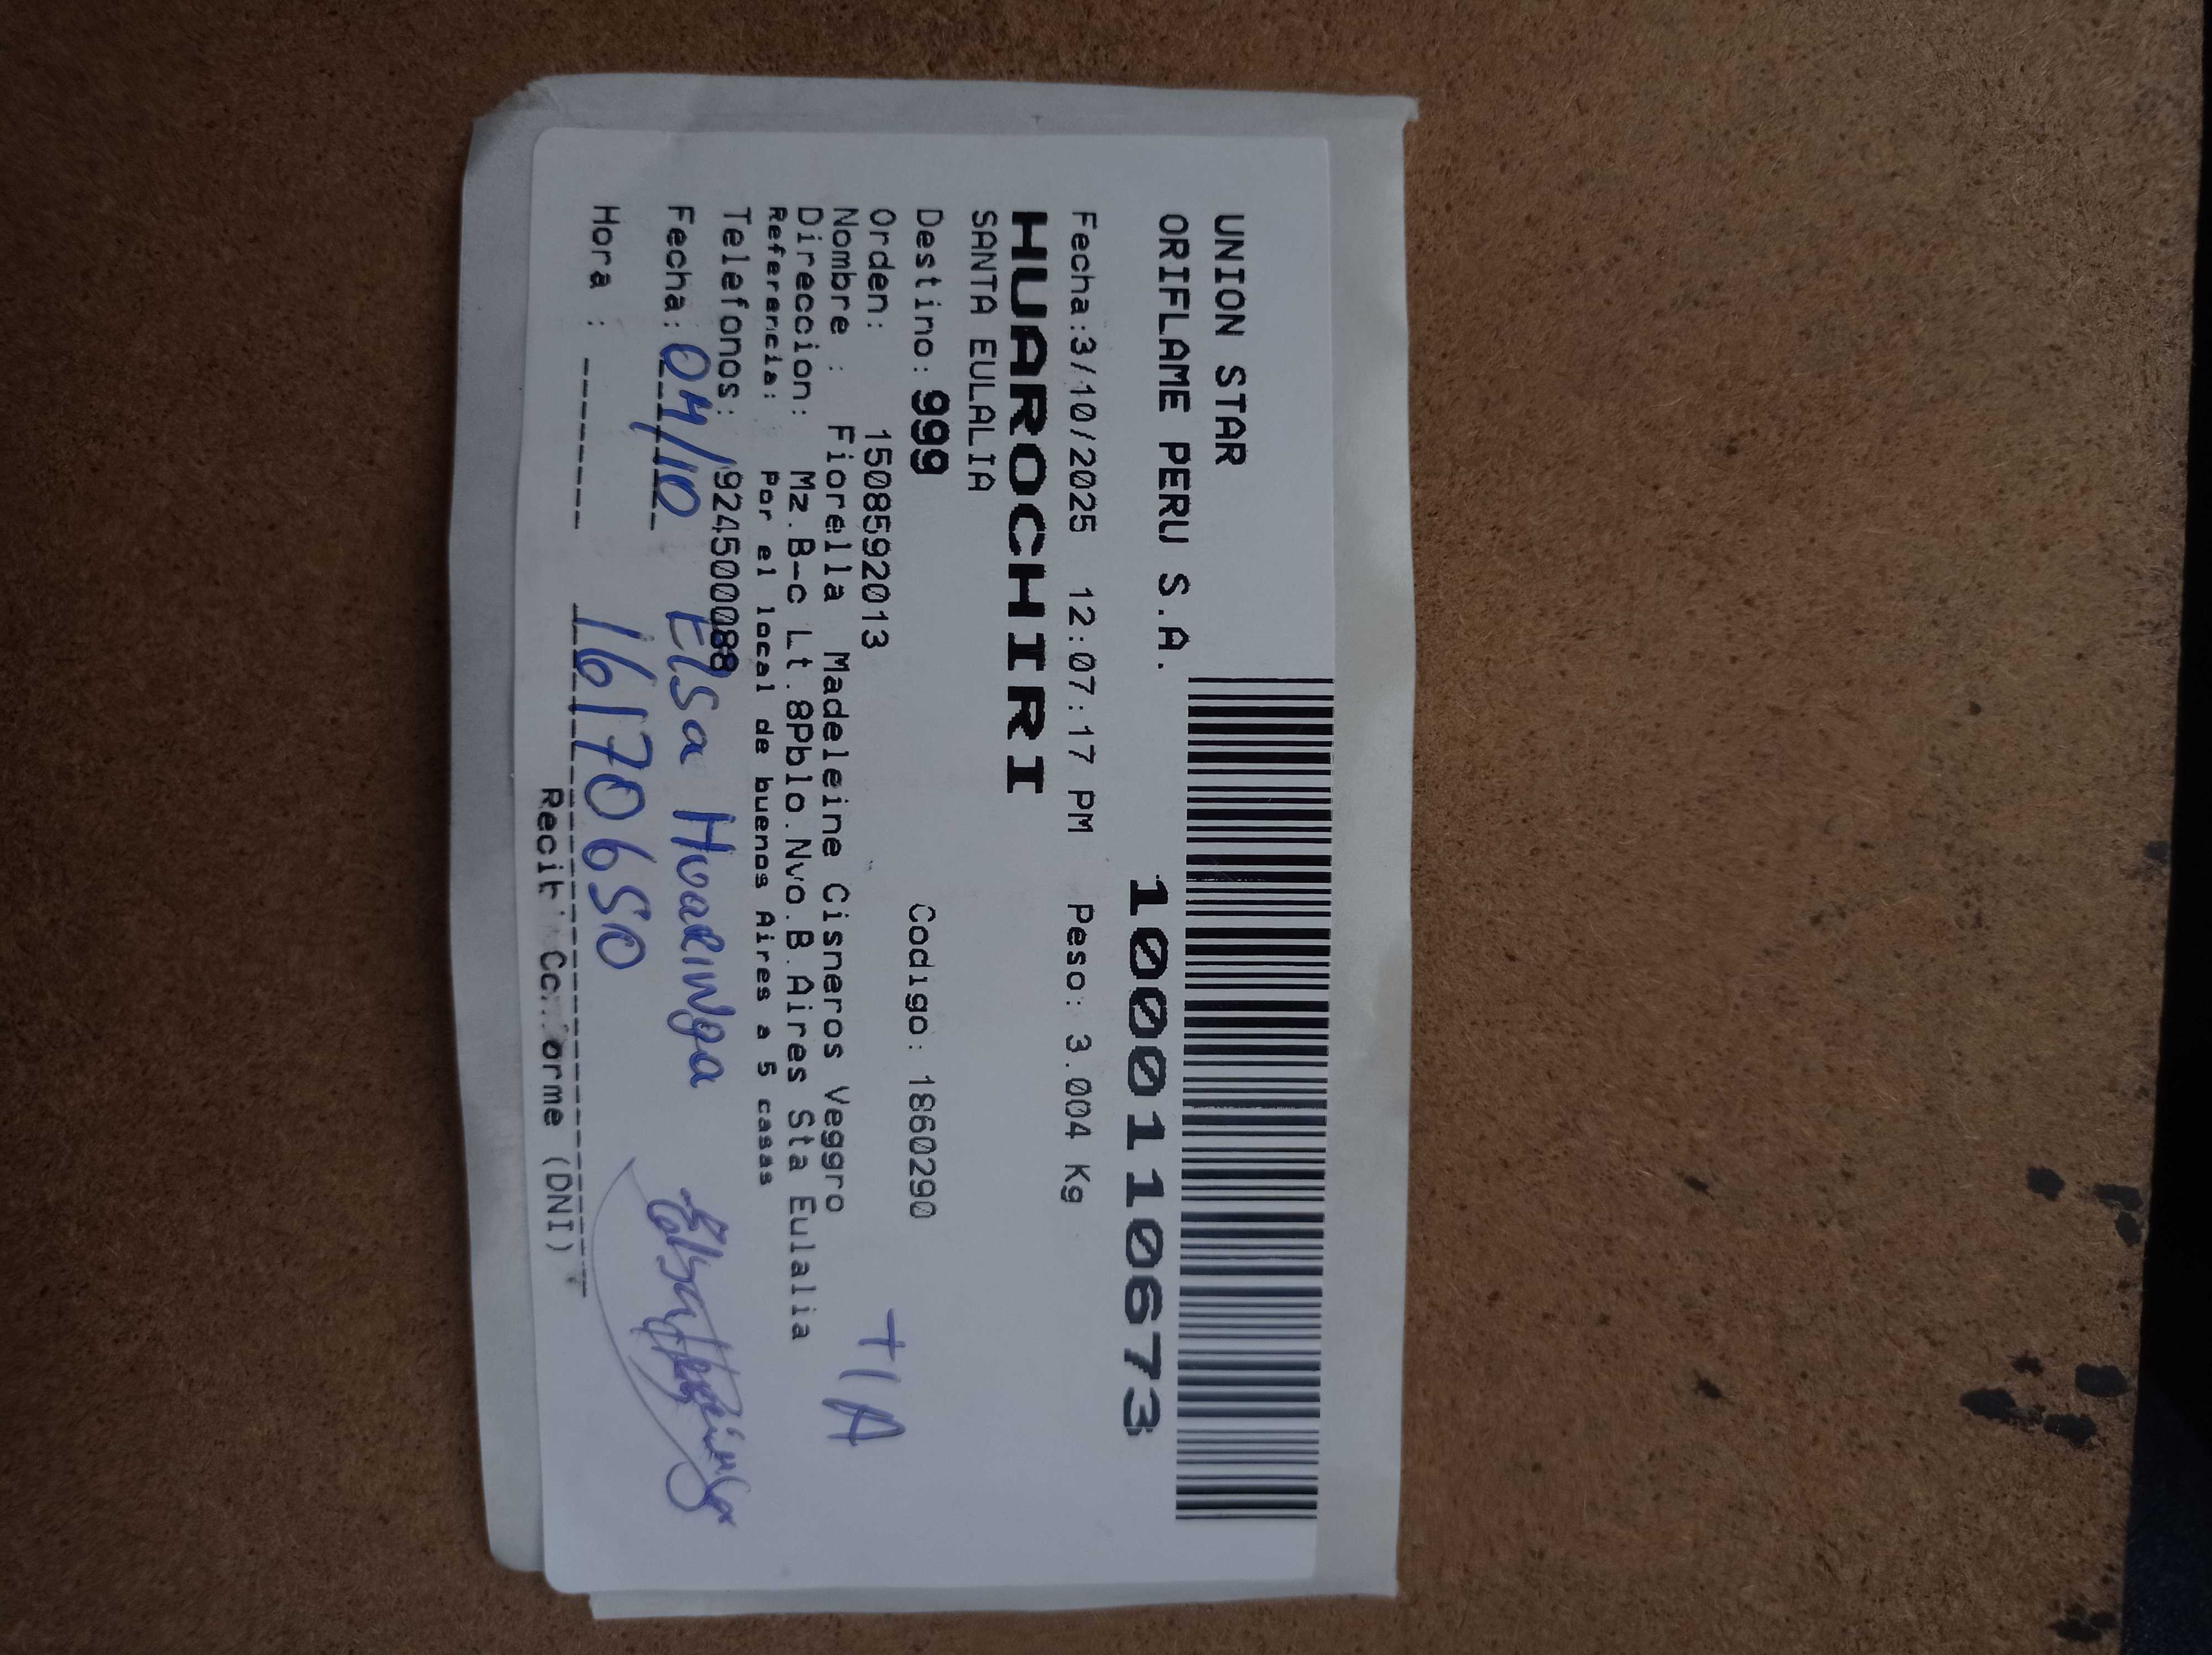 UNION STAR
ORIFLAME PERU S.A.
10001110673
Fecha:3/10/2025 12:07:17 PM Peso: 3.004 Kg
HUAROCHIRI
SANTA EULALIA
Destino: 999 Codigo: 1860290
Orden: 1508592013
Nombre : Fiorella Madeleine Cisneros Veggro
TIA
Direccion: Mz.B-c Lt.8Pblo.Nvo.B.Aires Sta Eulalia
Referencia: Por el local de buenos Aires a 5 casas
Telefonos: 924500088
Fecha: 04/10 Elsa Huaringa
Hora : 16170650
Recibi Conforme (DNI)